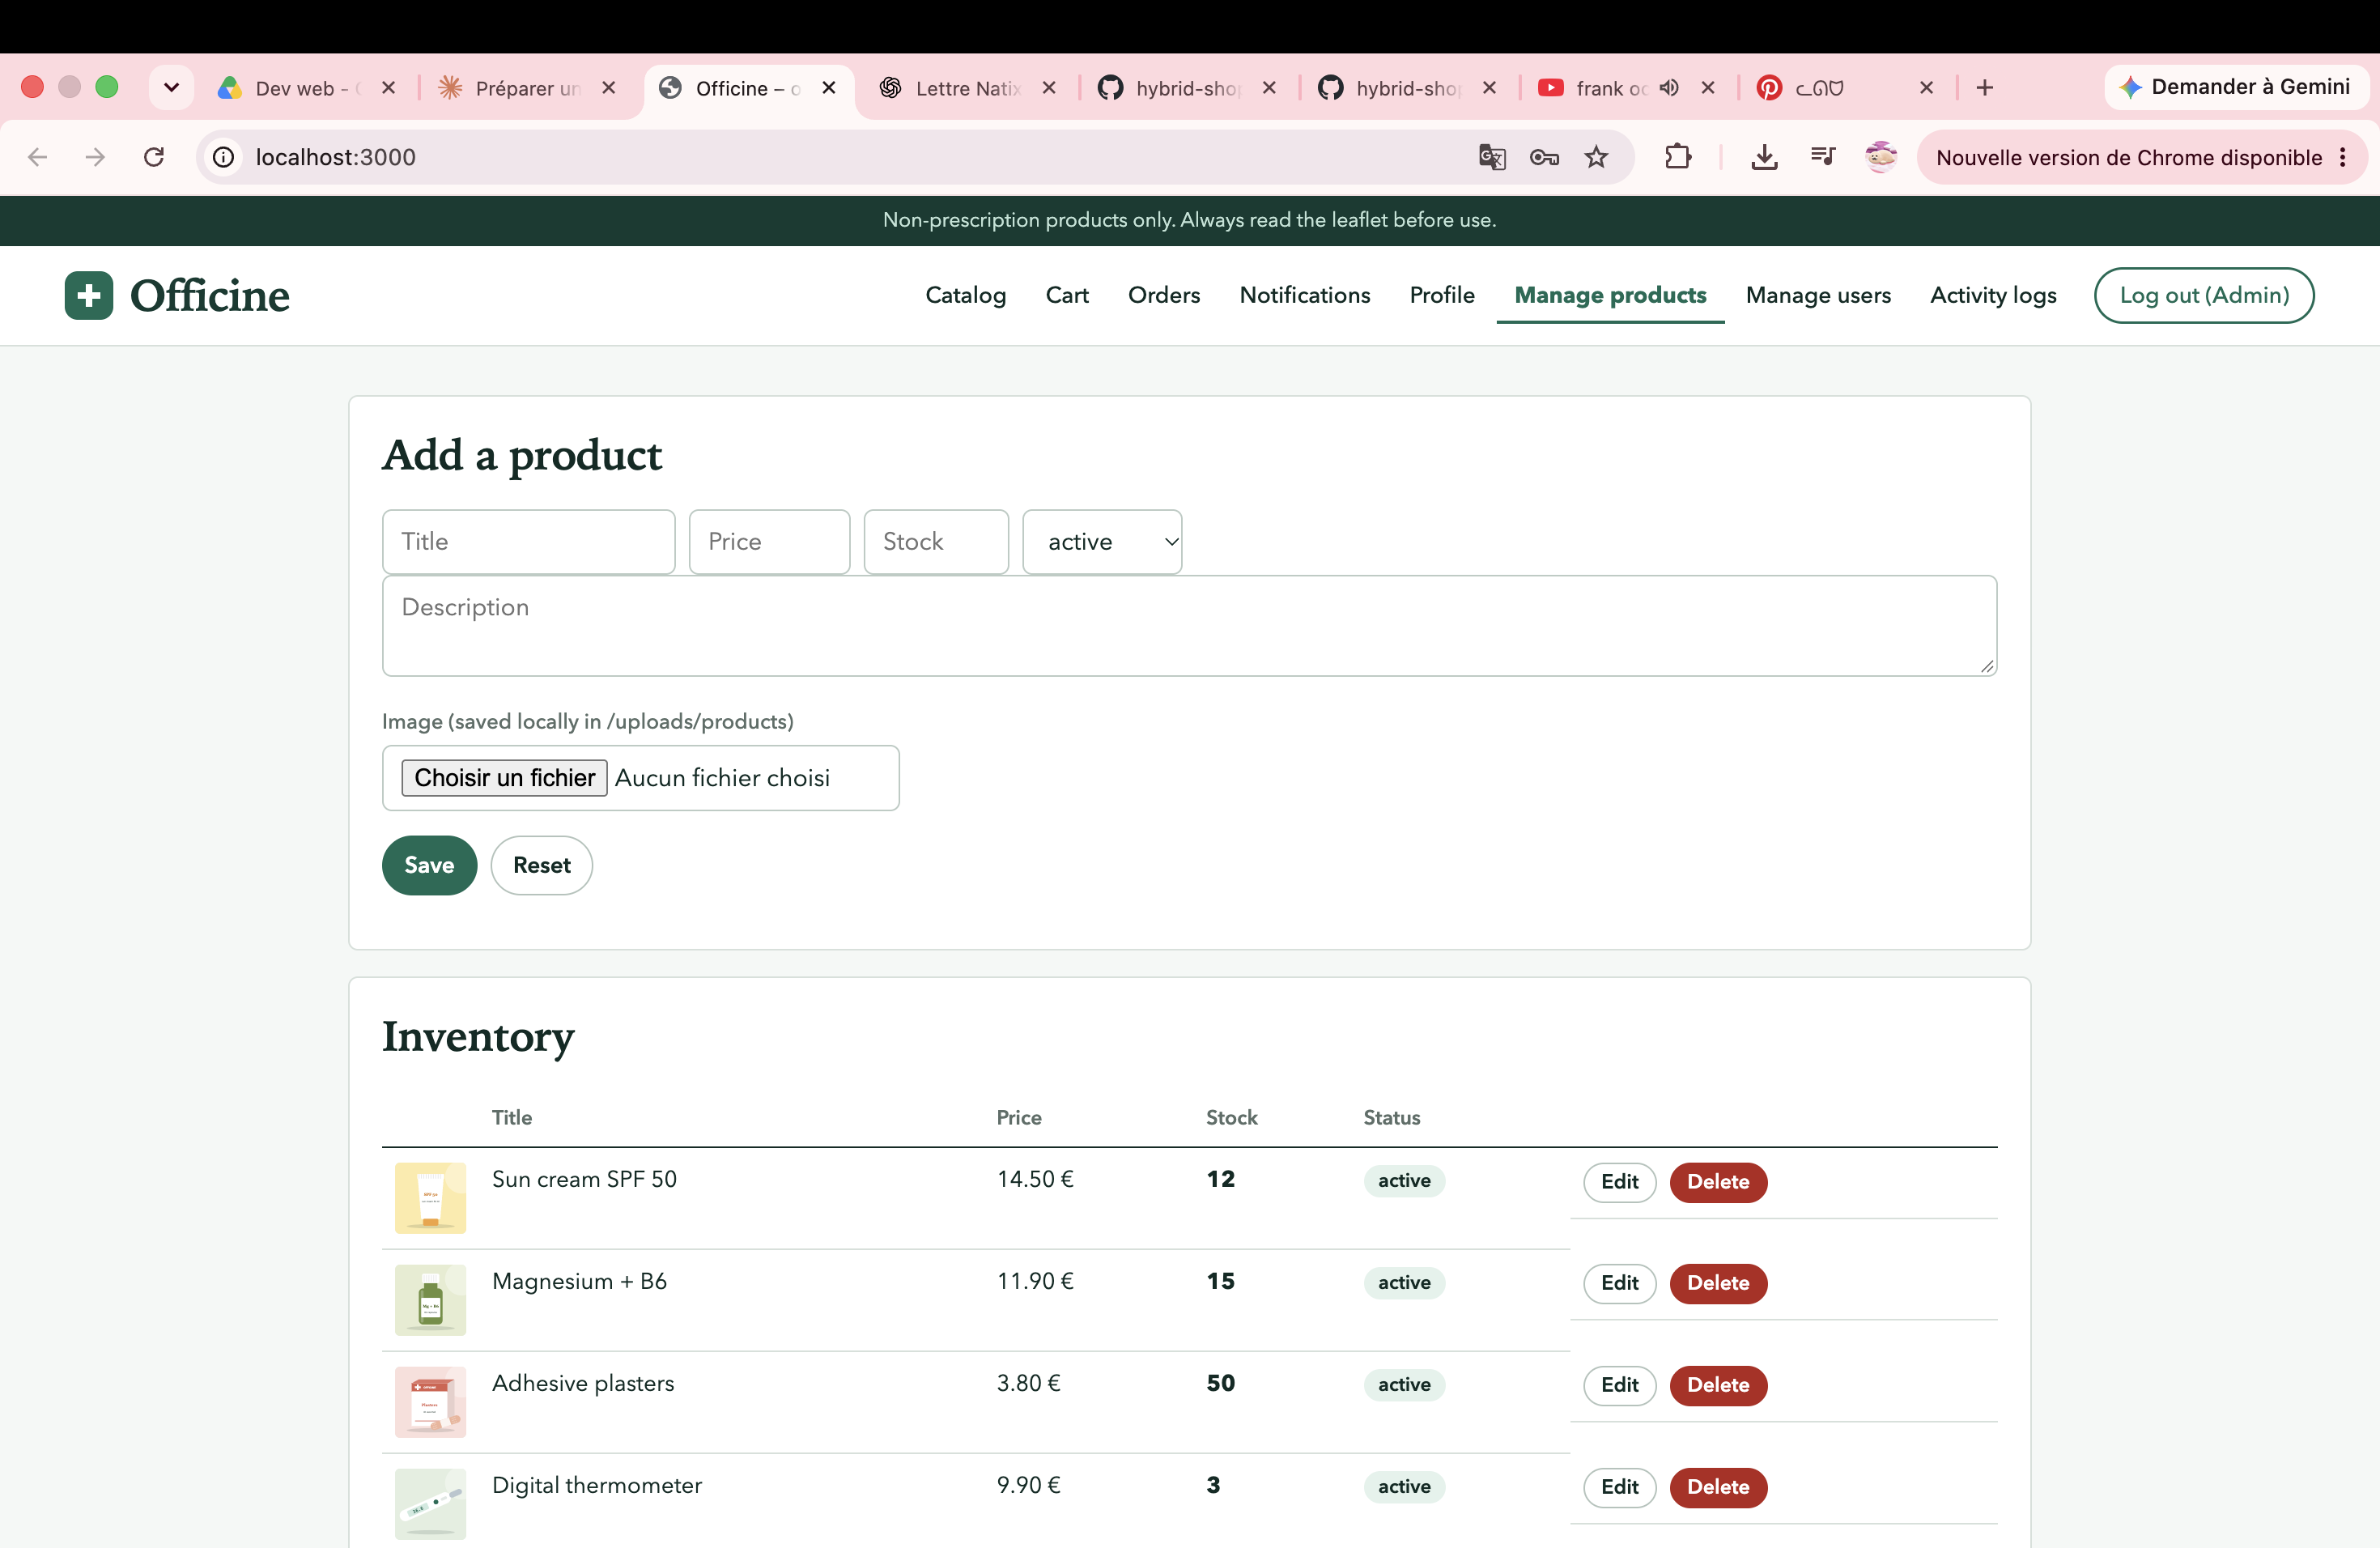 Dev web - 
Préparer un
Officine – o
Lettre Natix
hybrid-shop
hybrid-shop
frank oc
Demander à Gemini
localhost:3000
Nouvelle version de Chrome disponible
Non-prescription products only. Always read the leaflet before use.
Officine
Catalog
Cart
Orders
Notifications
Profile
Manage products
Manage users
Activity logs
Log out (Admin)
Add a product
Title
Price
Stock
active
Description
Image (saved locally in /uploads/products)
Choisir un fichier Aucun fichier choisi
Save
Reset
Inventory
Title Price Stock Status
Sun cream SPF 50 14.50 € 12 active Edit Delete
Magnesium + B6 11.90 € 15 active Edit Delete
Adhesive plasters 3.80 € 50 active Edit Delete
Digital thermometer 9.90 € 3 active Edit Delete